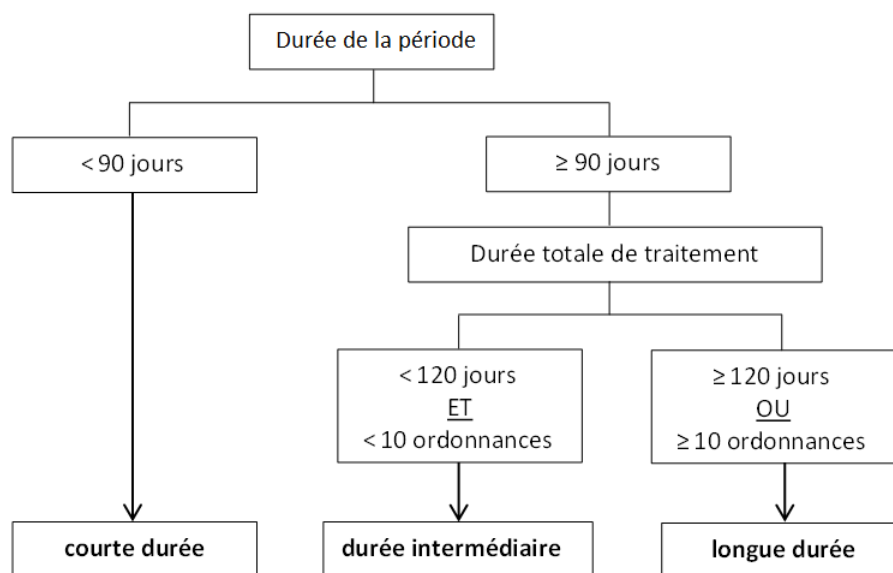 Durée de la période
< 90 jours
≥ 90 jours
Durée totale de traitement
< 120 jours
ET
< 10 ordonnances
≥ 120 jours
OU
≥ 10 ordonnances
courte durée
durée intermédiaire
longue durée